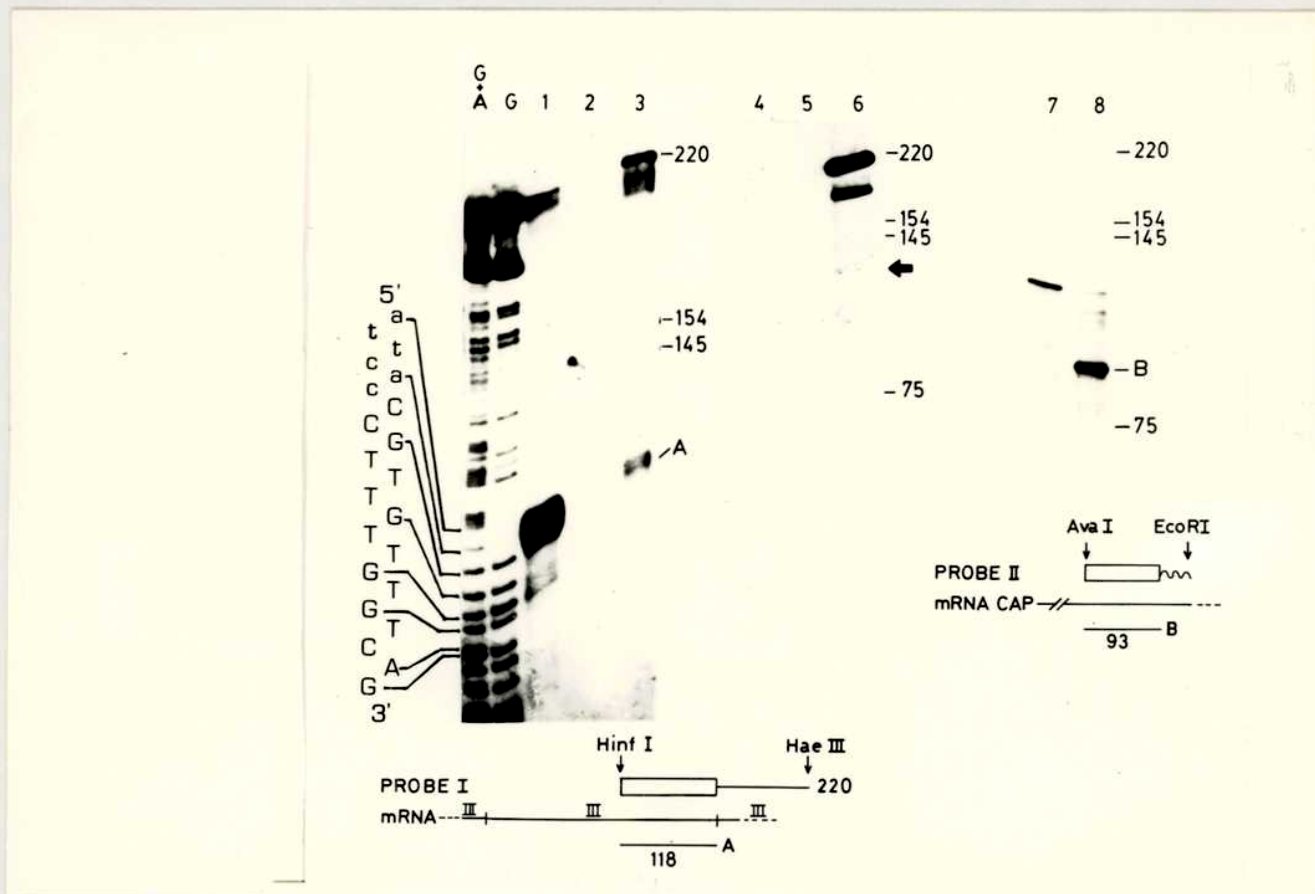 G
+
A G 1 2 3 4 5 6 7 8
-220 -220 -220
-154 -154
-145 -145
-154
-145
-75
-B
-75
A
5'
a
t
t
c
a
c
C
C
G
T
T
T
G
T
T
G
T
G
T
C
A
G
3'
Ava I EcoRI
PROBE II
mRNA CAP
93 B
Hinf I Hae III
PROBE I 220
mRNA III III III
118 A